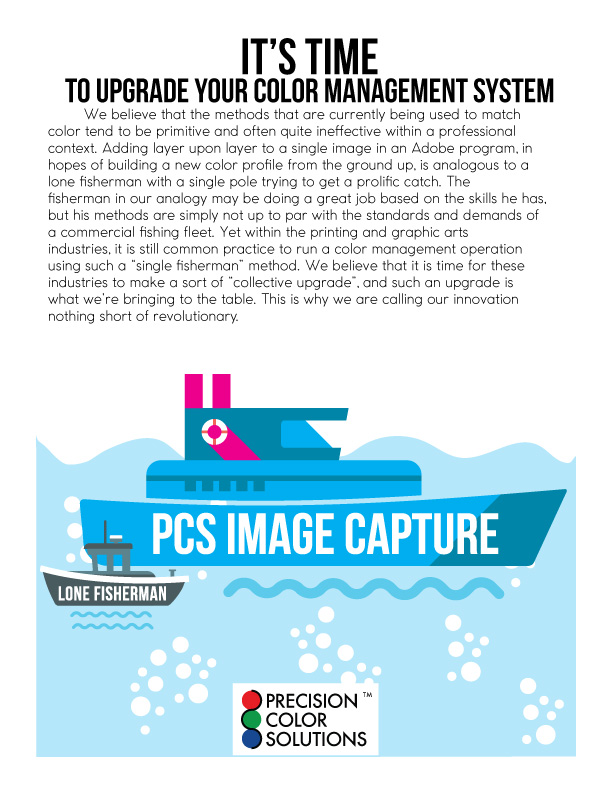 IT'S TIME
TO UPGRADE YOUR COLOR MANAGEMENT SYSTEM
We believe that the methods that are currently being used to match
color tend to be primitive and often quite ineffective within a professional
context. Adding layer upon layer to a single image in an Adobe program, in
hopes of building a new color profile from the ground up, is analogous to a
lone fisherman with a single pole trying to get a prolific catch. The
fisherman in our analogy may be doing a great job based on the skills he has,
but his methods are simply not up to par with the standards and demands of
a commercial fishing fleet. Yet within the printing and graphic arts
industries, it is still common practice to run a color management operation
using such a "single fisherman" method. We believe that it is time for these
industries to make a sort of "collective upgrade", and such an upgrade is
what we're bringing to the table. This is why we are calling our innovation
nothing short of revolutionary.
PCS IMAGE CAPTURE
LONE FISHERMAN
PRECISION TM
COLOR
SOLUTIONS